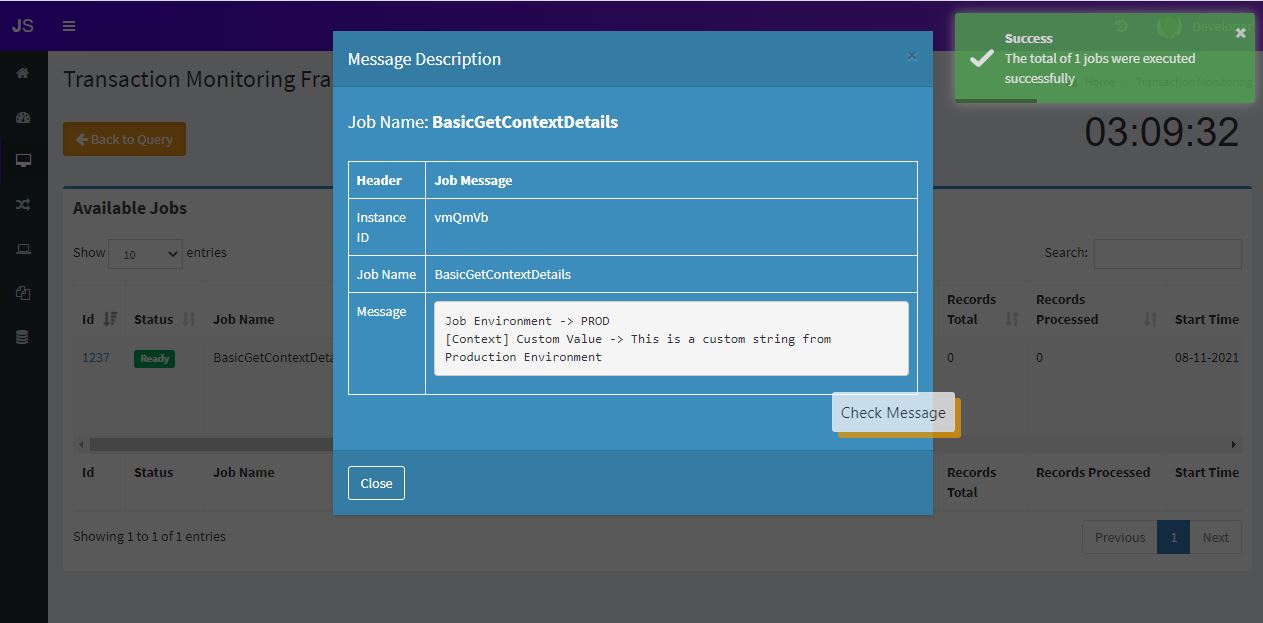 JS
Developer
Success
The total of 1 jobs were executed
successfully
Home
Transaction Monitoring
Transaction Monitoring Fra
Back to Query
03:09:32
Message Description
Job Name: BasicGetContextDetails
Header Job Message
Instance
ID
vmQmVb
Job Name BasicGetContextDetails
Message
Job Environment -> PROD
[Context] Custom Value -> This is a custom string from
Production Environment
Check Message
Close
Available Jobs
Show 10 entries
Search:
Id Status Job Name
Records
Total
Records
Processed
Start Time
1237 Ready BasicGetContextDeta 0 0 08-11-2021
Id Status Job Name
Records
Total
Records Processed Start Time
Showing 1 to 1 of 1 entries
Previous 1 Next